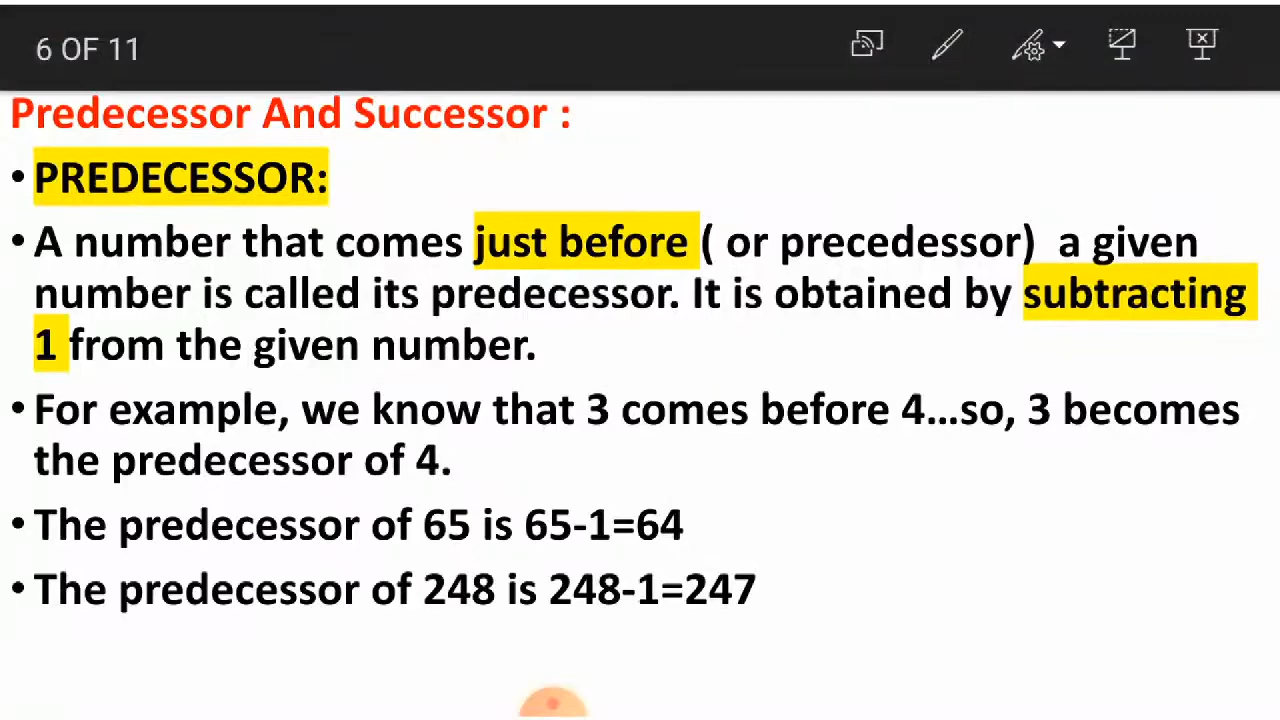 6 OF 11
Predecessor And Successor :
• PREDECESSOR:
• A number that comes just before ( or precedessor) a given
number is called its predecessor. It is obtained by subtracting
1 from the given number.
• For example, we know that 3 comes before 4...so, 3 becomes
the predecessor of 4.
• The predecessor of 65 is 65-1=64
• The predecessor of 248 is 248-1=247